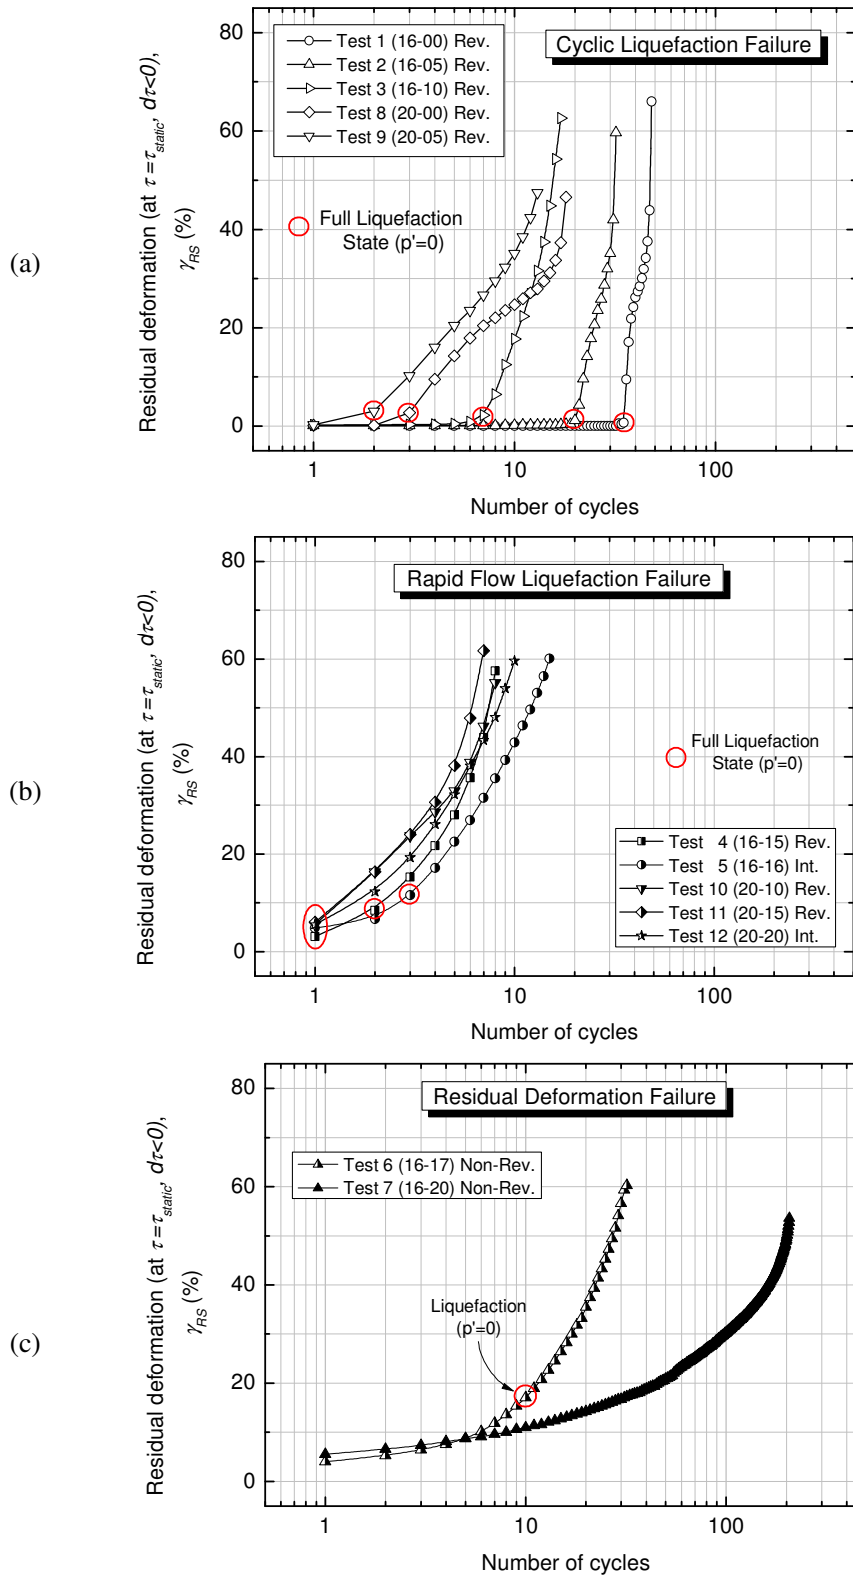 (a)
Residual deformation (at τ=τstatic, dτ<0),
γRS (%)
80
60
40
20
0
Test 1 (16-00) Rev.
Test 2 (16-05) Rev.
Test 3 (16-10) Rev.
Test 8 (20-00) Rev.
Test 9 (20-05) Rev.
Cyclic Liquefaction Failure
Full Liquefaction
State (p'=0)
1
10
100
Number of cycles
(b)
Residual deformation (at τ=τstatic, dτ<0),
γRS (%)
80
60
40
20
0
Rapid Flow Liquefaction Failure
Full Liquefaction
State (p'=0)
Test 4 (16-15) Rev.
Test 5 (16-16) Int.
Test 10 (20-10) Rev.
Test 11 (20-15) Rev.
Test 12 (20-20) Int.
1
10
100
Number of cycles
(c)
Residual deformation (at τ=τstatic, dτ<0),
γRS (%)
80
60
40
20
0
Residual Deformation Failure
Test 6 (16-17) Non-Rev.
Test 7 (16-20) Non-Rev.
Liquefaction
(p'=0)
1
10
100
Number of cycles